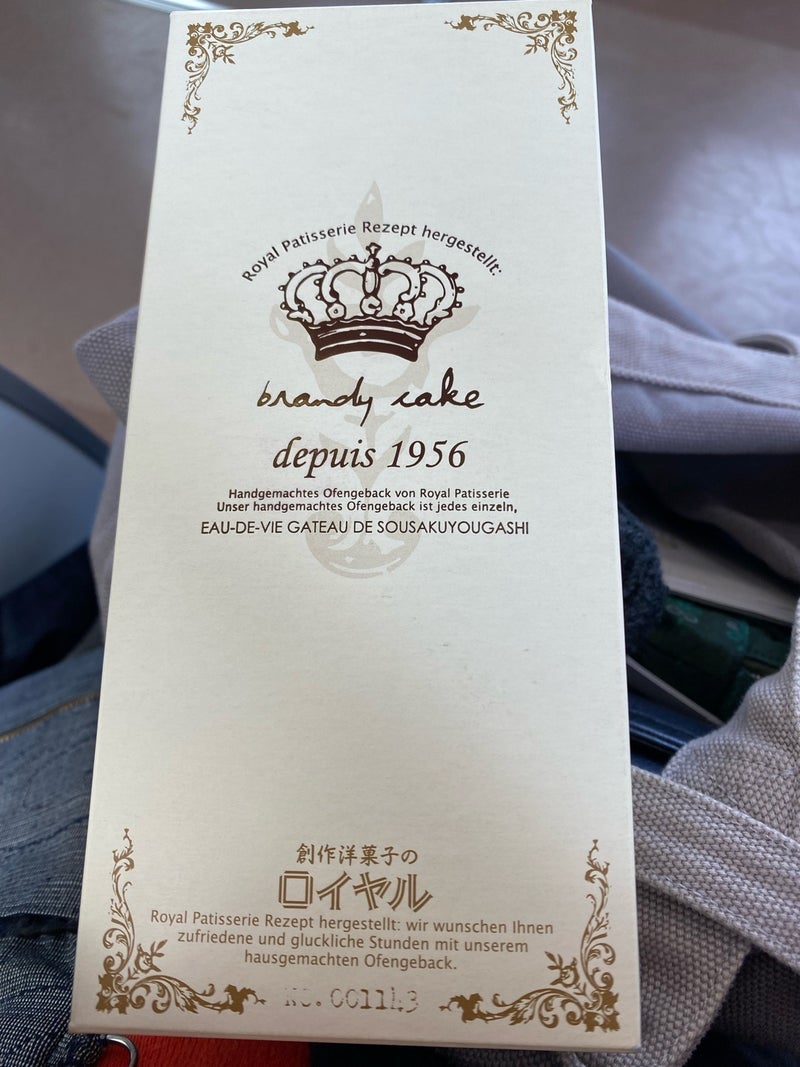 Royal Patisserie Rezept hergestellt:
brandy cake
depuis 1956
Handgemachtes Ofengeback von Royal Patisserie
Unser handgemachtes Ofengeback ist jedes einzeln,
EAU-DE-VIE GATEAU DE SOUSAKUYOUGASHI
創作洋菓子の
ロイヤル
Royal Patisserie Rezept hergestellt: wir wunschen Ihnen
zufriedene und gluckliche Stunden mit unserem
hausgemachten Ofengeback.
NO. 001143